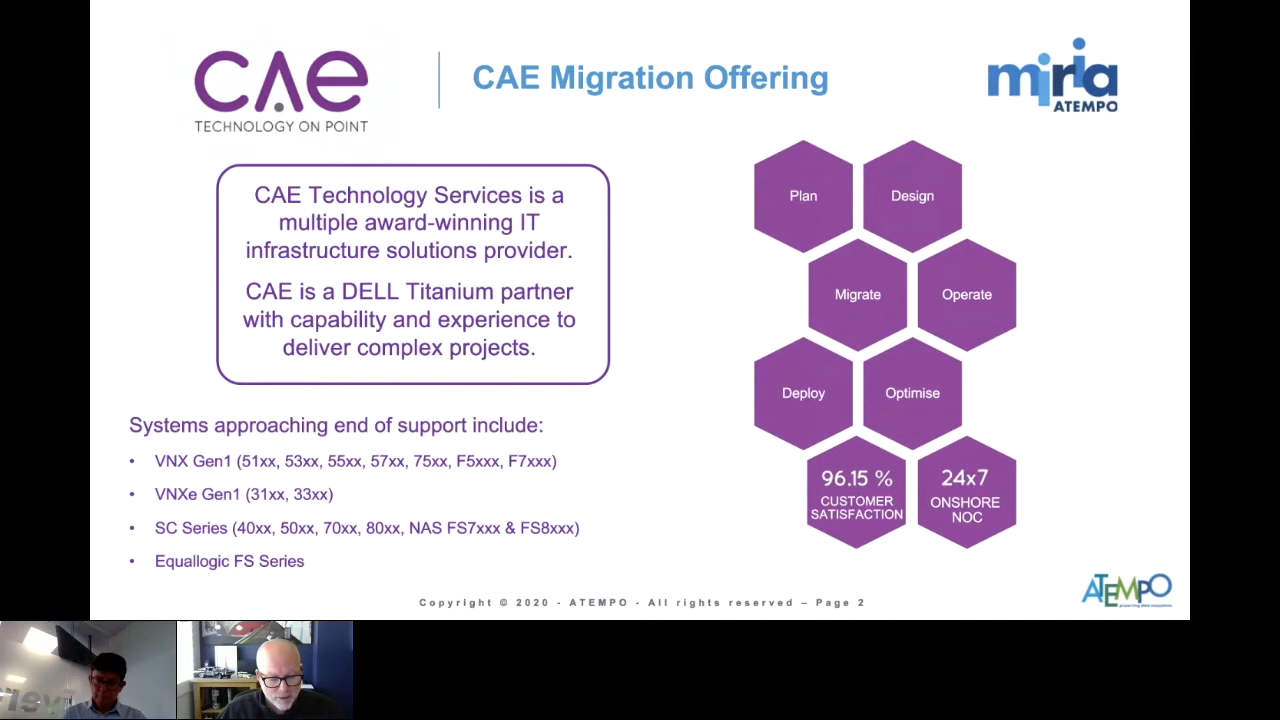 CAE
TECHNOLOGY ON POINT
CAE Migration Offering
miria
ATEMPO
CAE Technology Services is a
multiple award-winning IT
infrastructure solutions provider.
CAE is a DELL Titanium partner
with capability and experience to
deliver complex projects.
Systems approaching end of support include:
• VNX Gen1 (51xx, 53xx, 55xx, 57xx, 75xx, F5xxx, F7xxx)
• VNXe Gen1 (31xx, 33xx)
• SC Series (40xx, 50xx, 70xx, 80xx, NAS FS7xxx & FS8xxx)
• Equallogic FS Series
Plan
Design
Migrate
Operate
Deploy
Optimise
96.15 %
CUSTOMER
SATISFACTION
24x7
ONSHORE
NOC
Copyright © 2020 - ATEMPO - All rights reserved – Page 2
ATEMPO